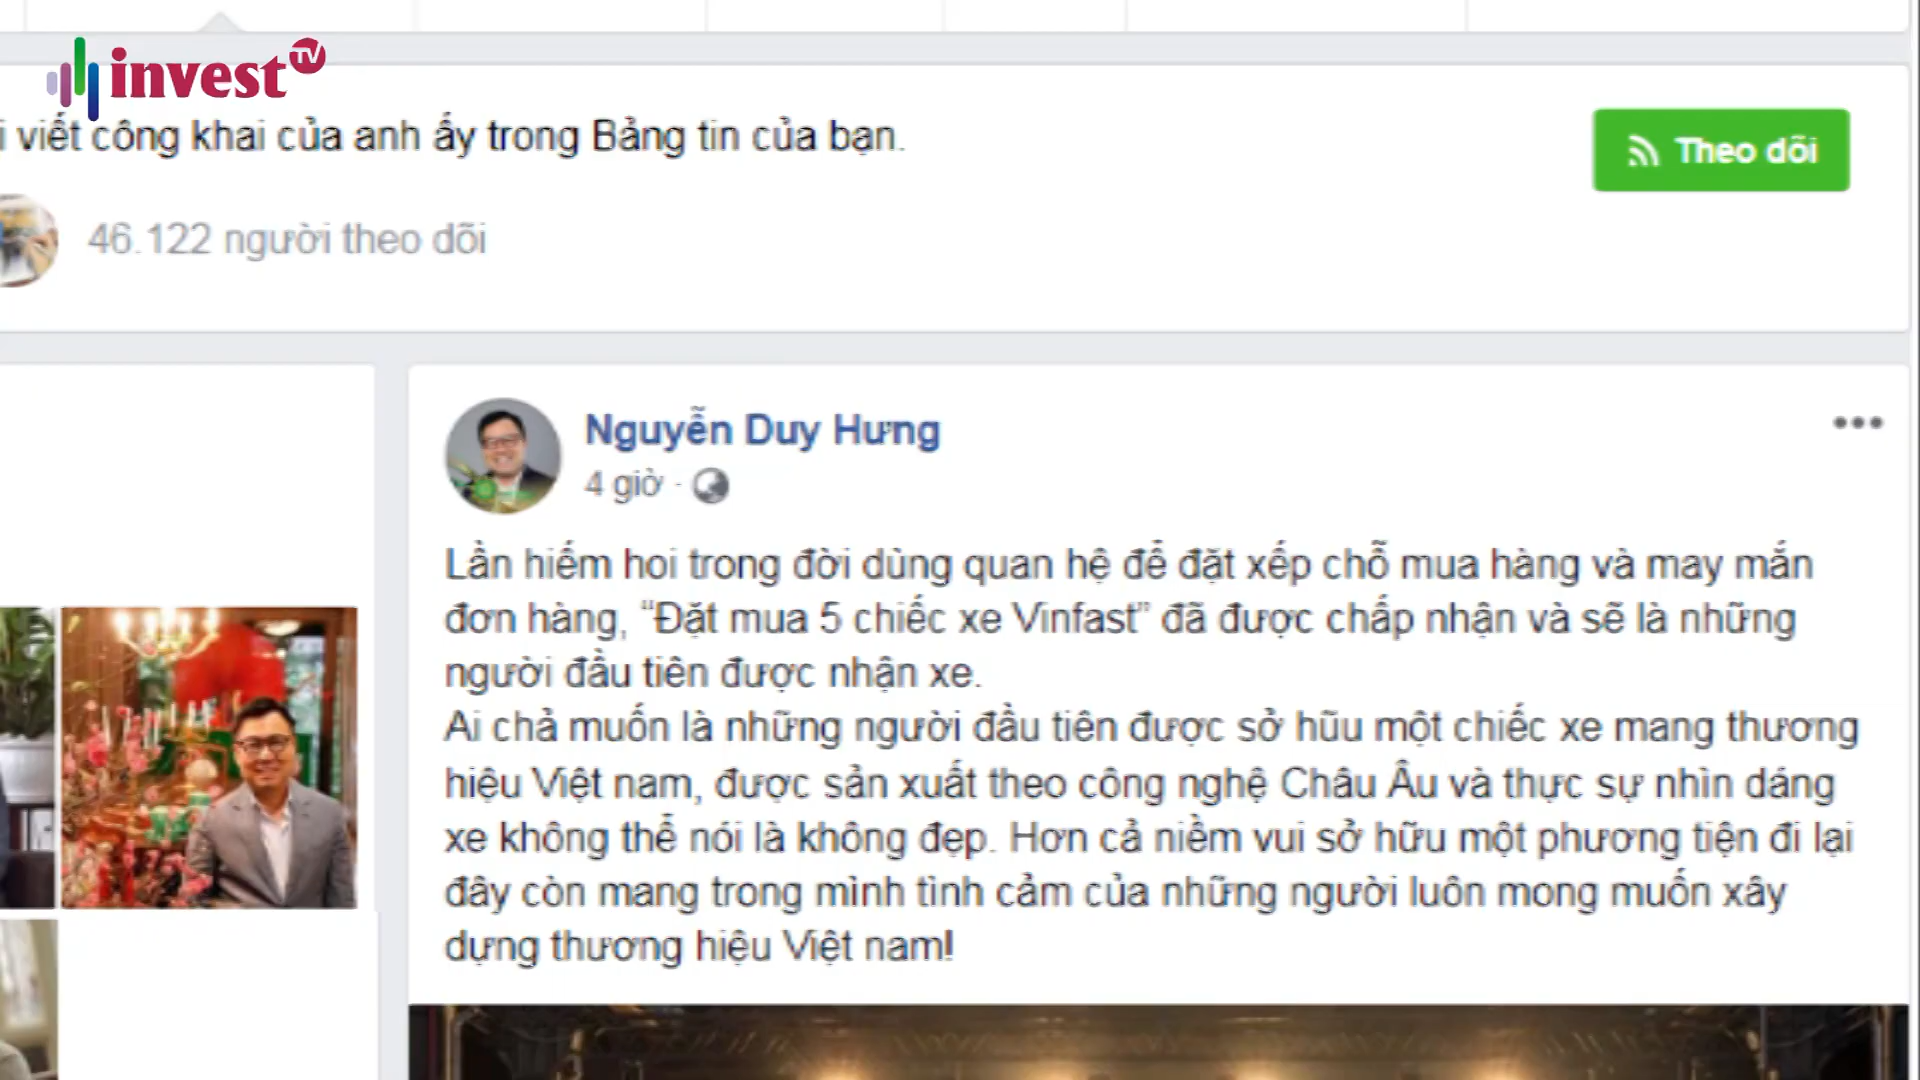 invest TV
i viết công khai của anh ấy trong Bảng tin của bạn.
Theo dõi
46.122 người theo dõi
Nguyễn Duy Hưng
4 giờ ·
Lần hiếm hoi trong đời dùng quan hệ để đặt xếp chỗ mua hàng và may mắn
đơn hàng, “Đặt mua 5 chiếc xe Vinfast” đã được chấp nhận và sẽ là những
người đầu tiên được nhận xe.
Ai chả muốn là những người đầu tiên được sở hữu một chiếc xe mang thương
hiệu Việt nam, được sản xuất theo công nghệ Châu Âu và thực sự nhìn dáng
xe không thể nói là không đẹp. Hơn cả niềm vui sở hữu một phương tiện đi lại
đây còn mang trong mình tình cảm của những người luôn mong muốn xây
dựng thương hiệu Việt nam!